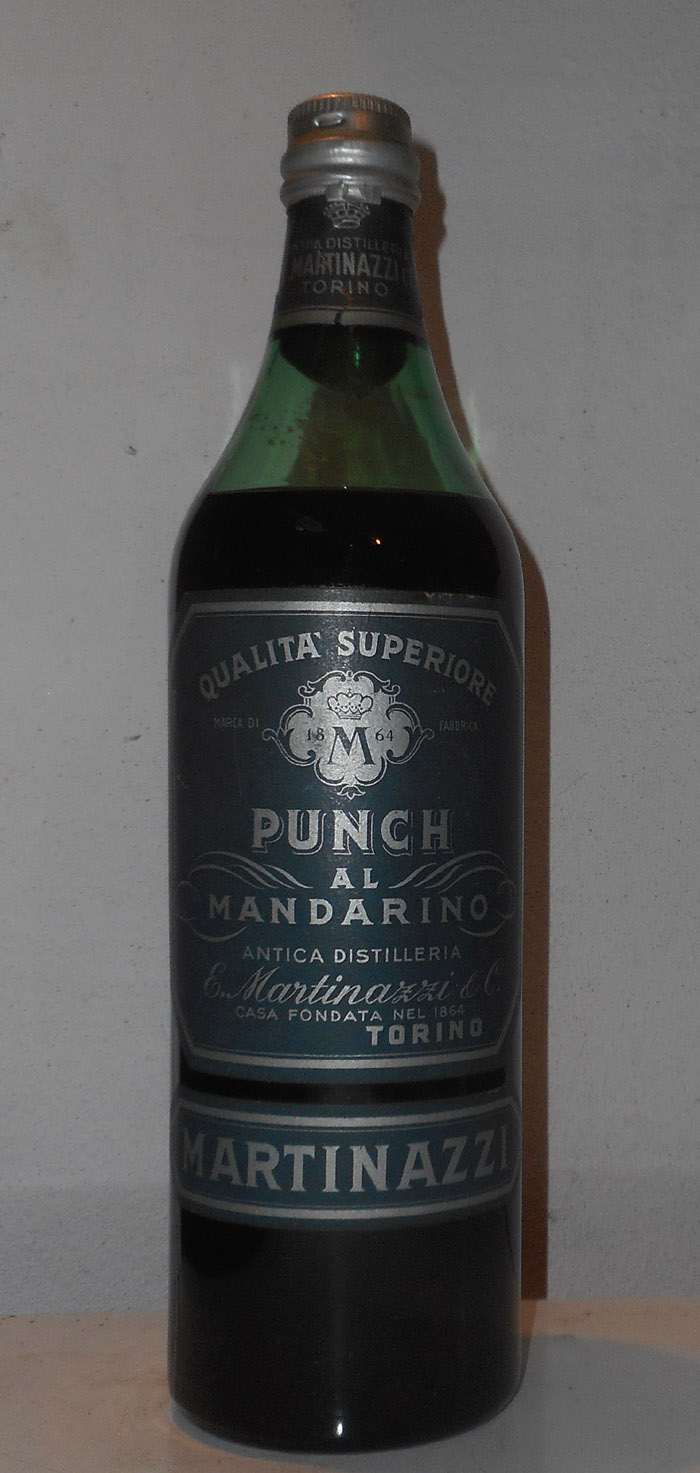 DISTILLERIA
MARTINAZZI
TORINO
QUALITA' SUPERIORE
MARCA DI FABBRICA
18 M 64
PUNCH
AL
MANDARINO
ANTICA DISTILLERIA
E. Martinazzi & C.
CASA FONDATA NEL 1864
TORINO
MARTINAZZI